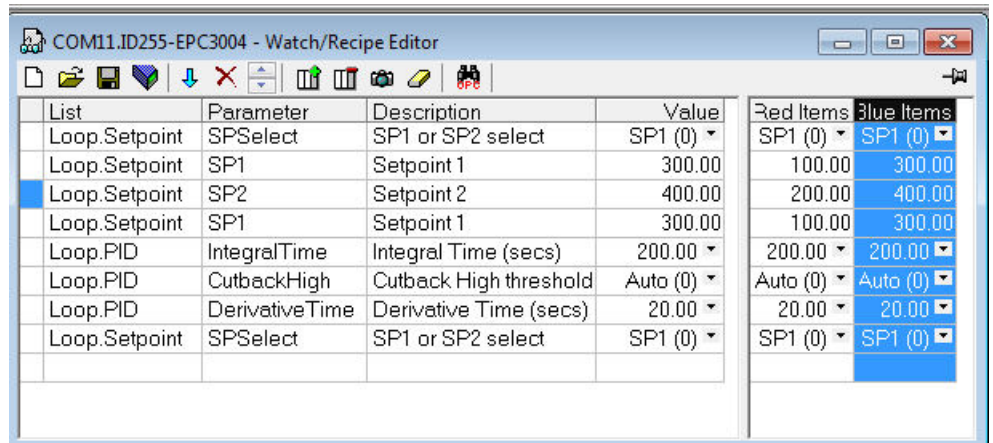 COM11.ID255-EPC3004 - Watch/Recipe Editor
OPC
List Parameter Description Value Red Items Blue Items
Loop.Setpoint SPSelect SP1 or SP2 select SP1 (0) SP1 (0) SP1 (0)
Loop.Setpoint SP1 Setpoint 1 300.00 100.00 300.00
Loop.Setpoint SP2 Setpoint 2 400.00 200.00 400.00
Loop.Setpoint SP1 Setpoint 1 300.00 100.00 300.00
Loop.PID IntegralTime Integral Time (secs) 200.00 200.00 200.00
Loop.PID CutbackHigh Cutback High threshold Auto (0) Auto (0) Auto (0)
Loop.PID DerivativeTime Derivative Time (secs) 20.00 20.00 20.00
Loop.Setpoint SPSelect SP1 or SP2 select SP1 (0) SP1 (0) SP1 (0)